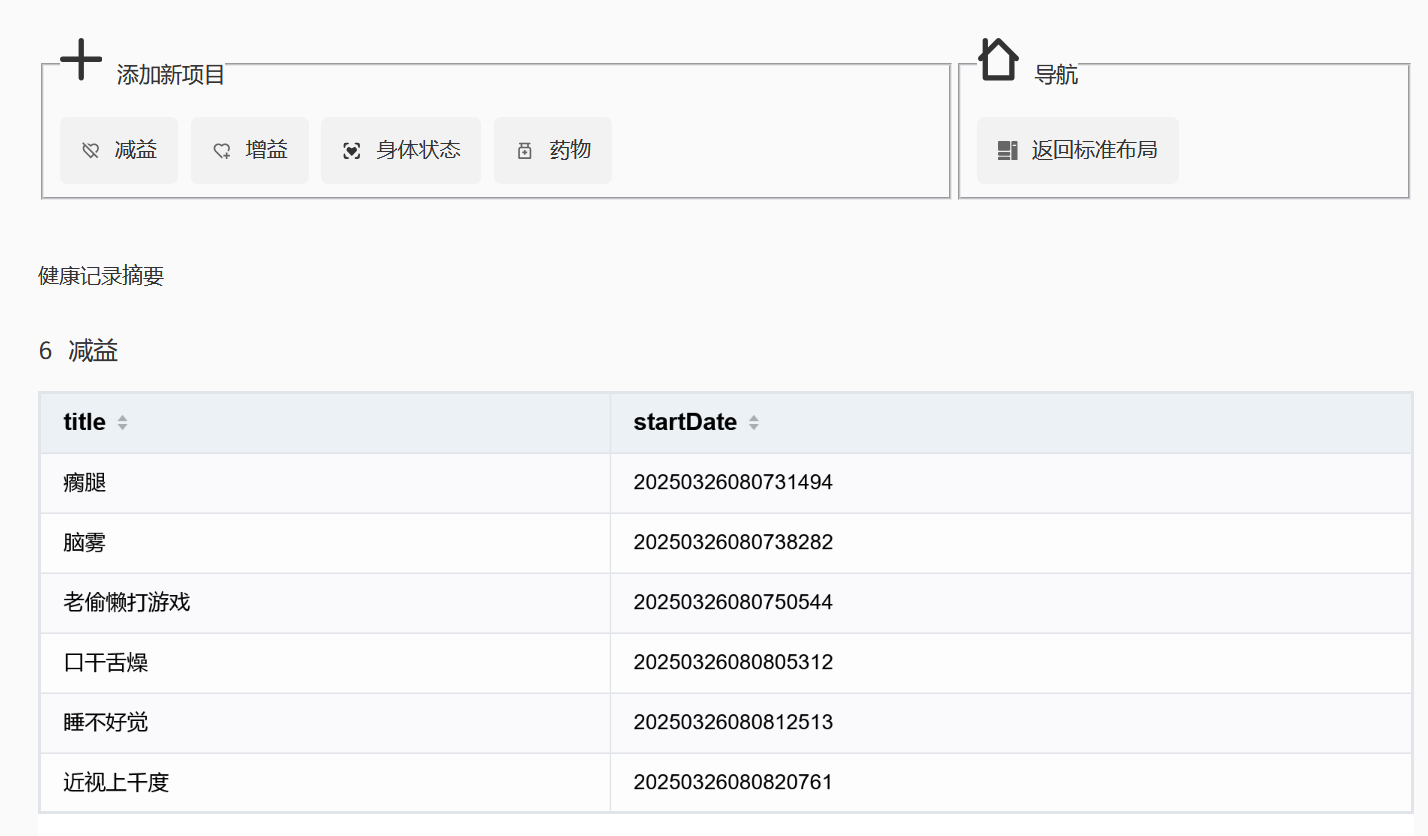 添加新项目
导航
减益 增益 身体状态 药物
返回标准布局
健康记录摘要
6 减益
title startDate
瘸腿 20250326080731494
脑雾 20250326080738282
老偷懒打游戏 20250326080750544
口干舌燥 20250326080805312
睡不好觉 20250326080812513
近视上千度 20250326080820761